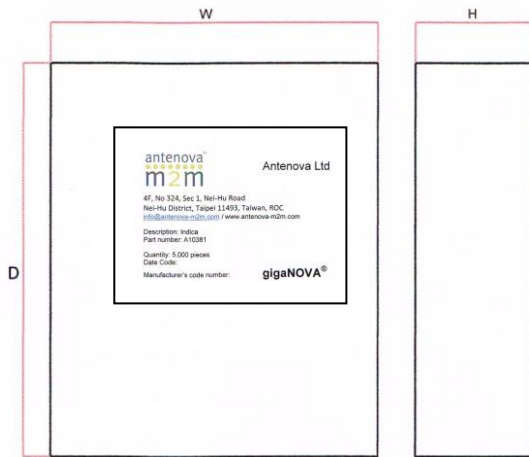 W
H
D
antenova®
m2m
Antenova Ltd
4F, No 324, Sec 1, Nei-Hu Road
Nei-Hu District, Taipei 11493, Taiwan, ROC
info@antenova-m2m.com / www.antenova-m2m.com
Description: Indica
Part number: A10381
Quantity: 5,000 pieces
Date Code:
Manufacturer's code number:
gigaNOVA®